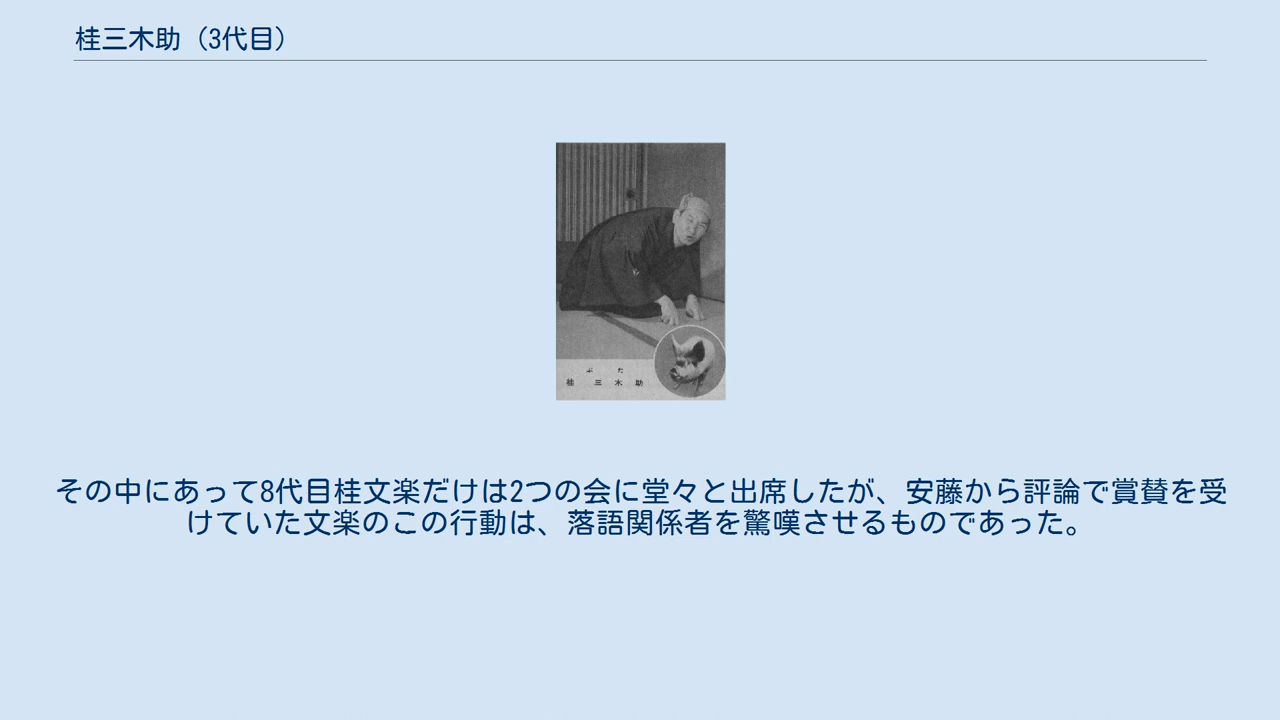 桂三木助（3代目）
ぶた
桂三木助
その中にあって8代目桂文楽だけは2つの会に堂々と出席したが、安藤から評論で賞賛を受
けていた文楽のこの行動は、落語関係者を驚嘆させるものであった。